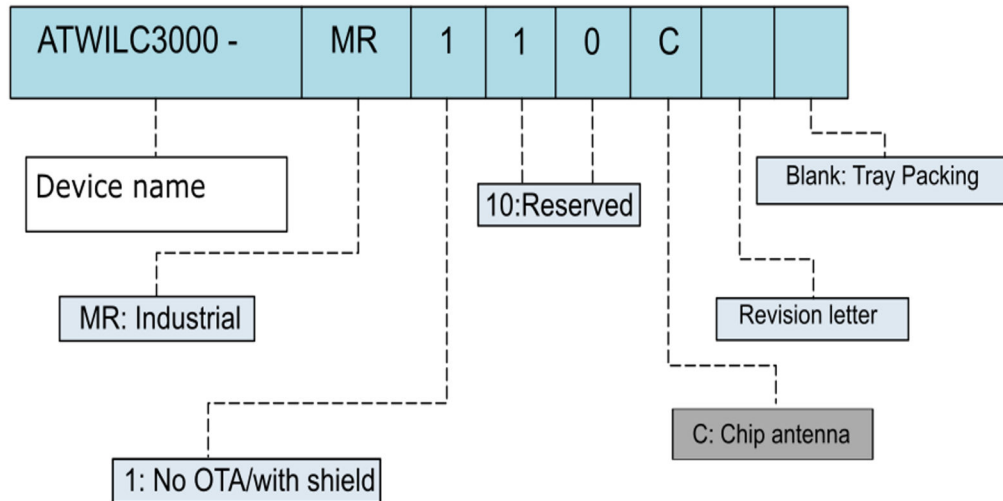 ATWILC3000 - MR 1 1 0 C
Device name
10:Reserved
Blank: Tray Packing
MR: Industrial
Revision letter
C: Chip antenna
1: No OTA/with shield